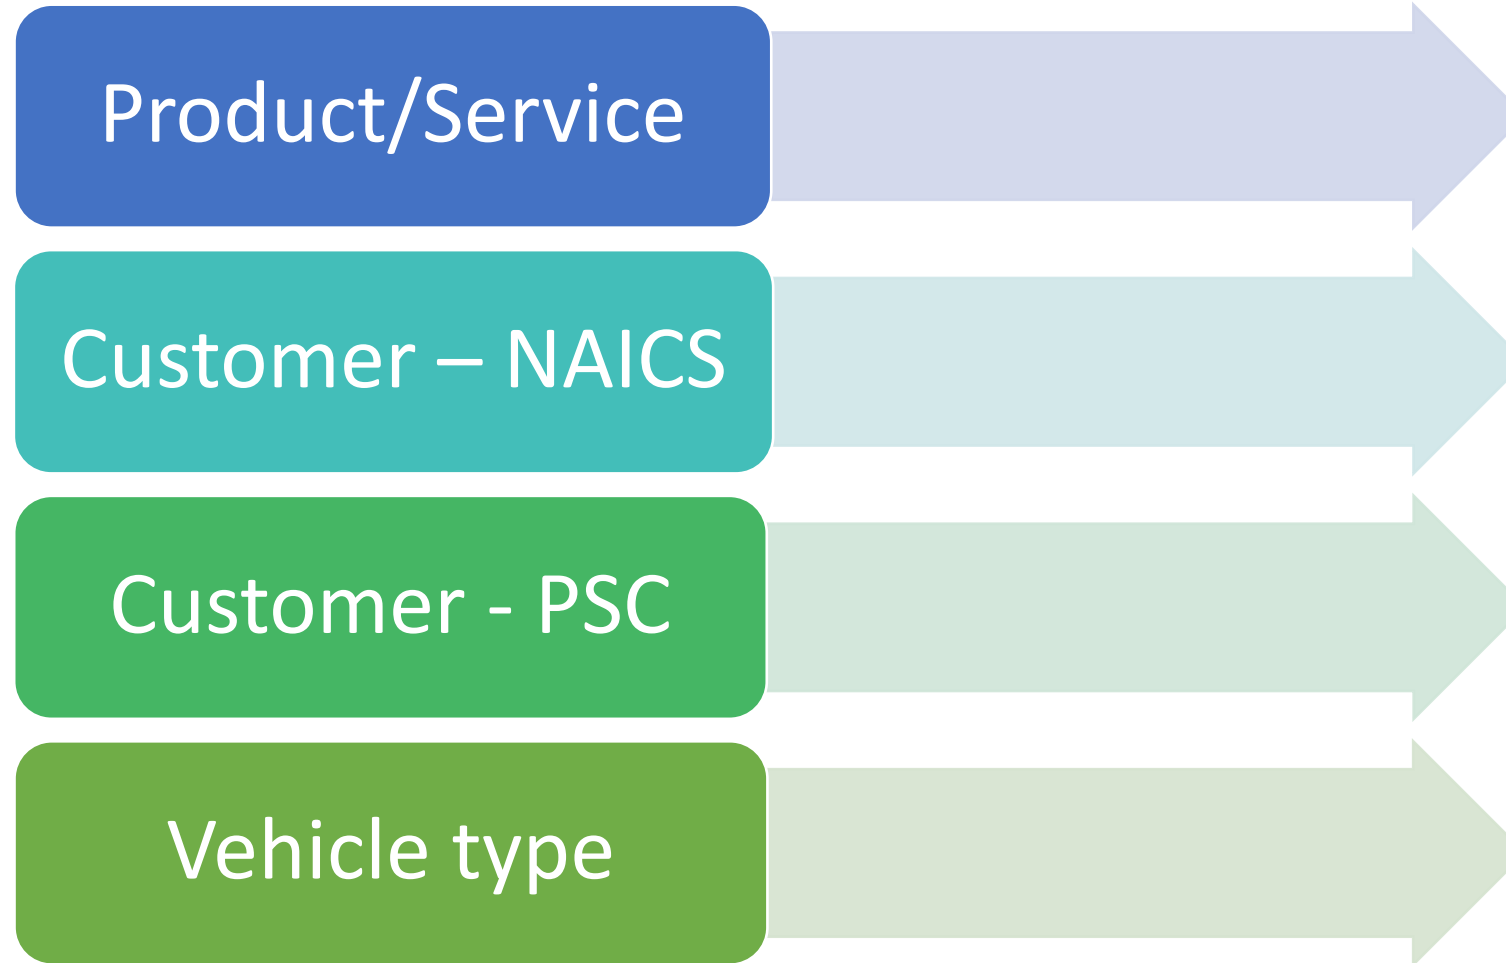 Product/Service
Customer – NAICS
Customer - PSC
Vehicle type